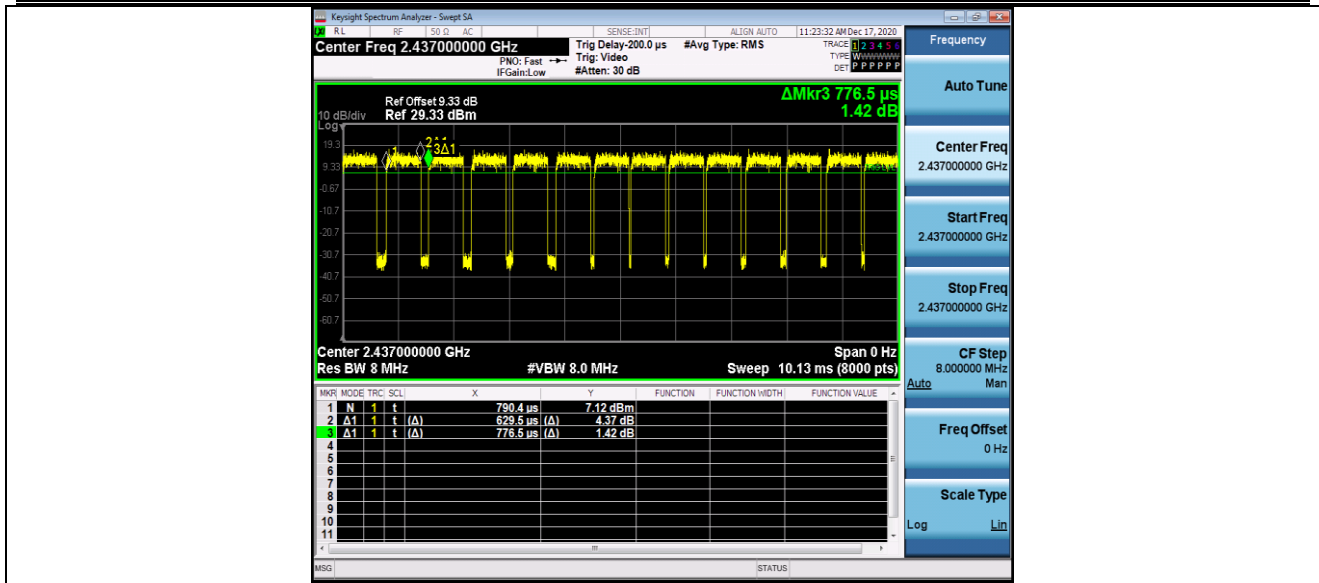 Keysight Spectrum Analyzer - Swept SA
RL RF 50 Ω AC SENSE:INT ALIGN AUTO 11:23:32 AM Dec 17, 2020
Center Freq 2.437000000 GHz
PNO: Fast
IFGain:Low
Trig Delay-200.0 µs
Trig: Video
#Atten: 30 dB
#Avg Type: RMS
TRACE 1 2 3 4 5 6
TYPE WWWWWW
DET P P P P P P
ΔMkr3 776.5 µs
1.42 dB
Ref Offset 9.33 dB
10 dB/div Ref 29.33 dBm
Log
19.3
9.33
-0.67
-10.7
-20.7
-30.7
-40.7
-50.7
-60.7
1
3Δ1
Center 2.437000000 GHz Span 0 Hz
Res BW 8 MHz #VBW 8.0 MHz Sweep 10.13 ms (8000 pts)
MKR MODE TRC SCL X Y FUNCTION FUNCTION WIDTH FUNCTION VALUE
1 N 1 t 790.4 µs 7.12 dBm
2 Δ1 1 t (Δ) 629.5 µs (Δ) 4.37 dB
3 Δ1 1 t (Δ) 776.5 µs (Δ) 1.42 dB
4
5
6
7
8
9
10
11
MSG STATUS
Frequency
Auto Tune
Center Freq
2.437000000 GHz
Start Freq
2.437000000 GHz
Stop Freq
2.437000000 GHz
CF Step
8.000000 MHz
Auto Man
Freq Offset
0 Hz
Scale Type
Log Lin